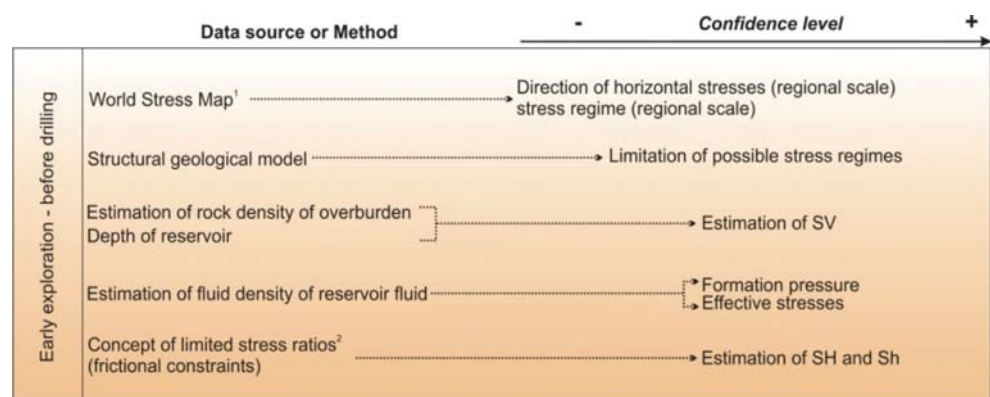 Data source or Method
- Confidence level +
Early exploration - before drilling
World Stress Map¹
Direction of horizontal stresses (regional scale)
stress regime (regional scale)
Structural geological model
Limitation of possible stress regimes
Estimation of rock density of overburden
Depth of reservoir
Estimation of SV
Estimation of fluid density of reservoir fluid
Formation pressure
Effective stresses
Concept of limited stress ratios²
(frictional constraints)
Estimation of SH and Sh